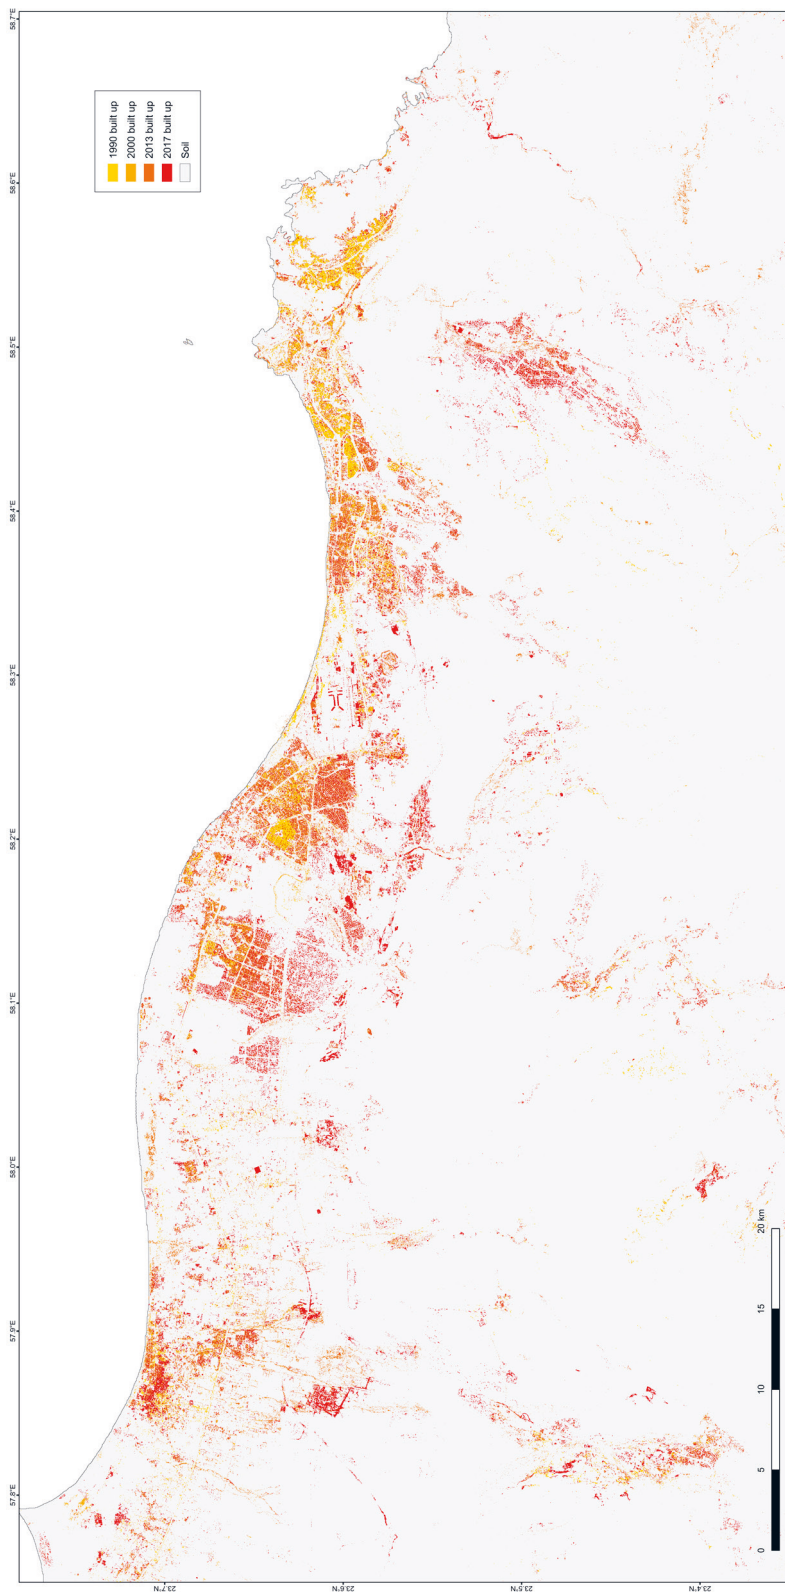 58.7°E
58.6°E
58.5°E
58.4°E
58.3°E
58.2°E
58.1°E
58.0°E
57.9°E
57.8°E
1990 built up
2000 built up
2013 built up
2017 built up
Soil
0
5
10
15
20 km
23.7°N
23.6°N
23.5°N
23.4°N